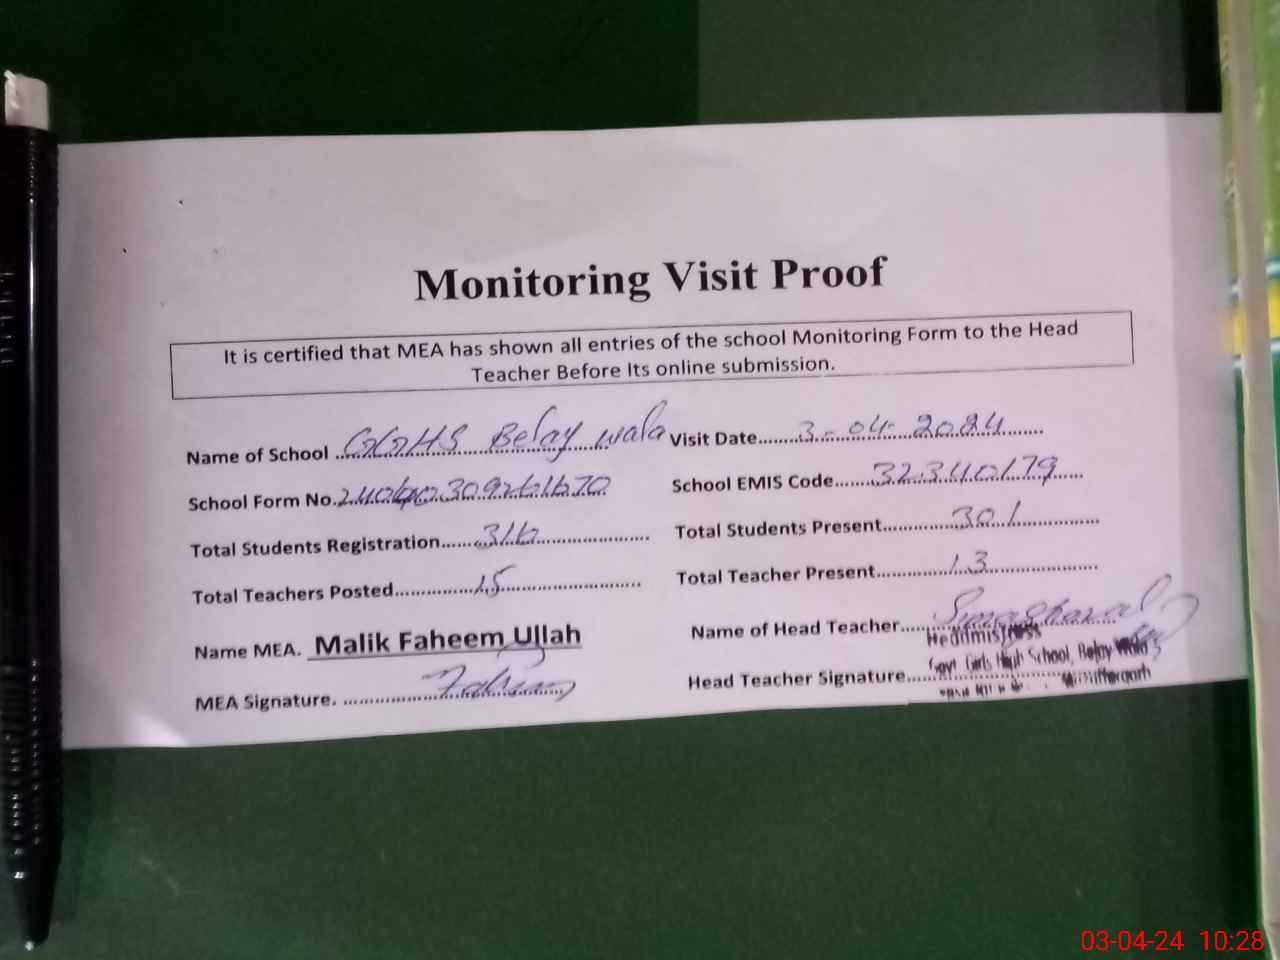 Monitoring Visit Proof
It is certified that MEA has shown all entries of the school Monitoring Form to the Head
Teacher Before Its online submission.
Name of School GGHS Belay wala Visit Date 3-04-2024
School Form No. School EMIS Code 32340179
Total Students Registration 316 Total Students Present 301
Total Teachers Posted 15 Total Teacher Present 13
Name MEA. Malik Faheem Ullah Name of Head Teacher
Headmistress
MEA Signature. Head Teacher Signature
Govt Girls High School, Belay Wala
03-04-24 10:28